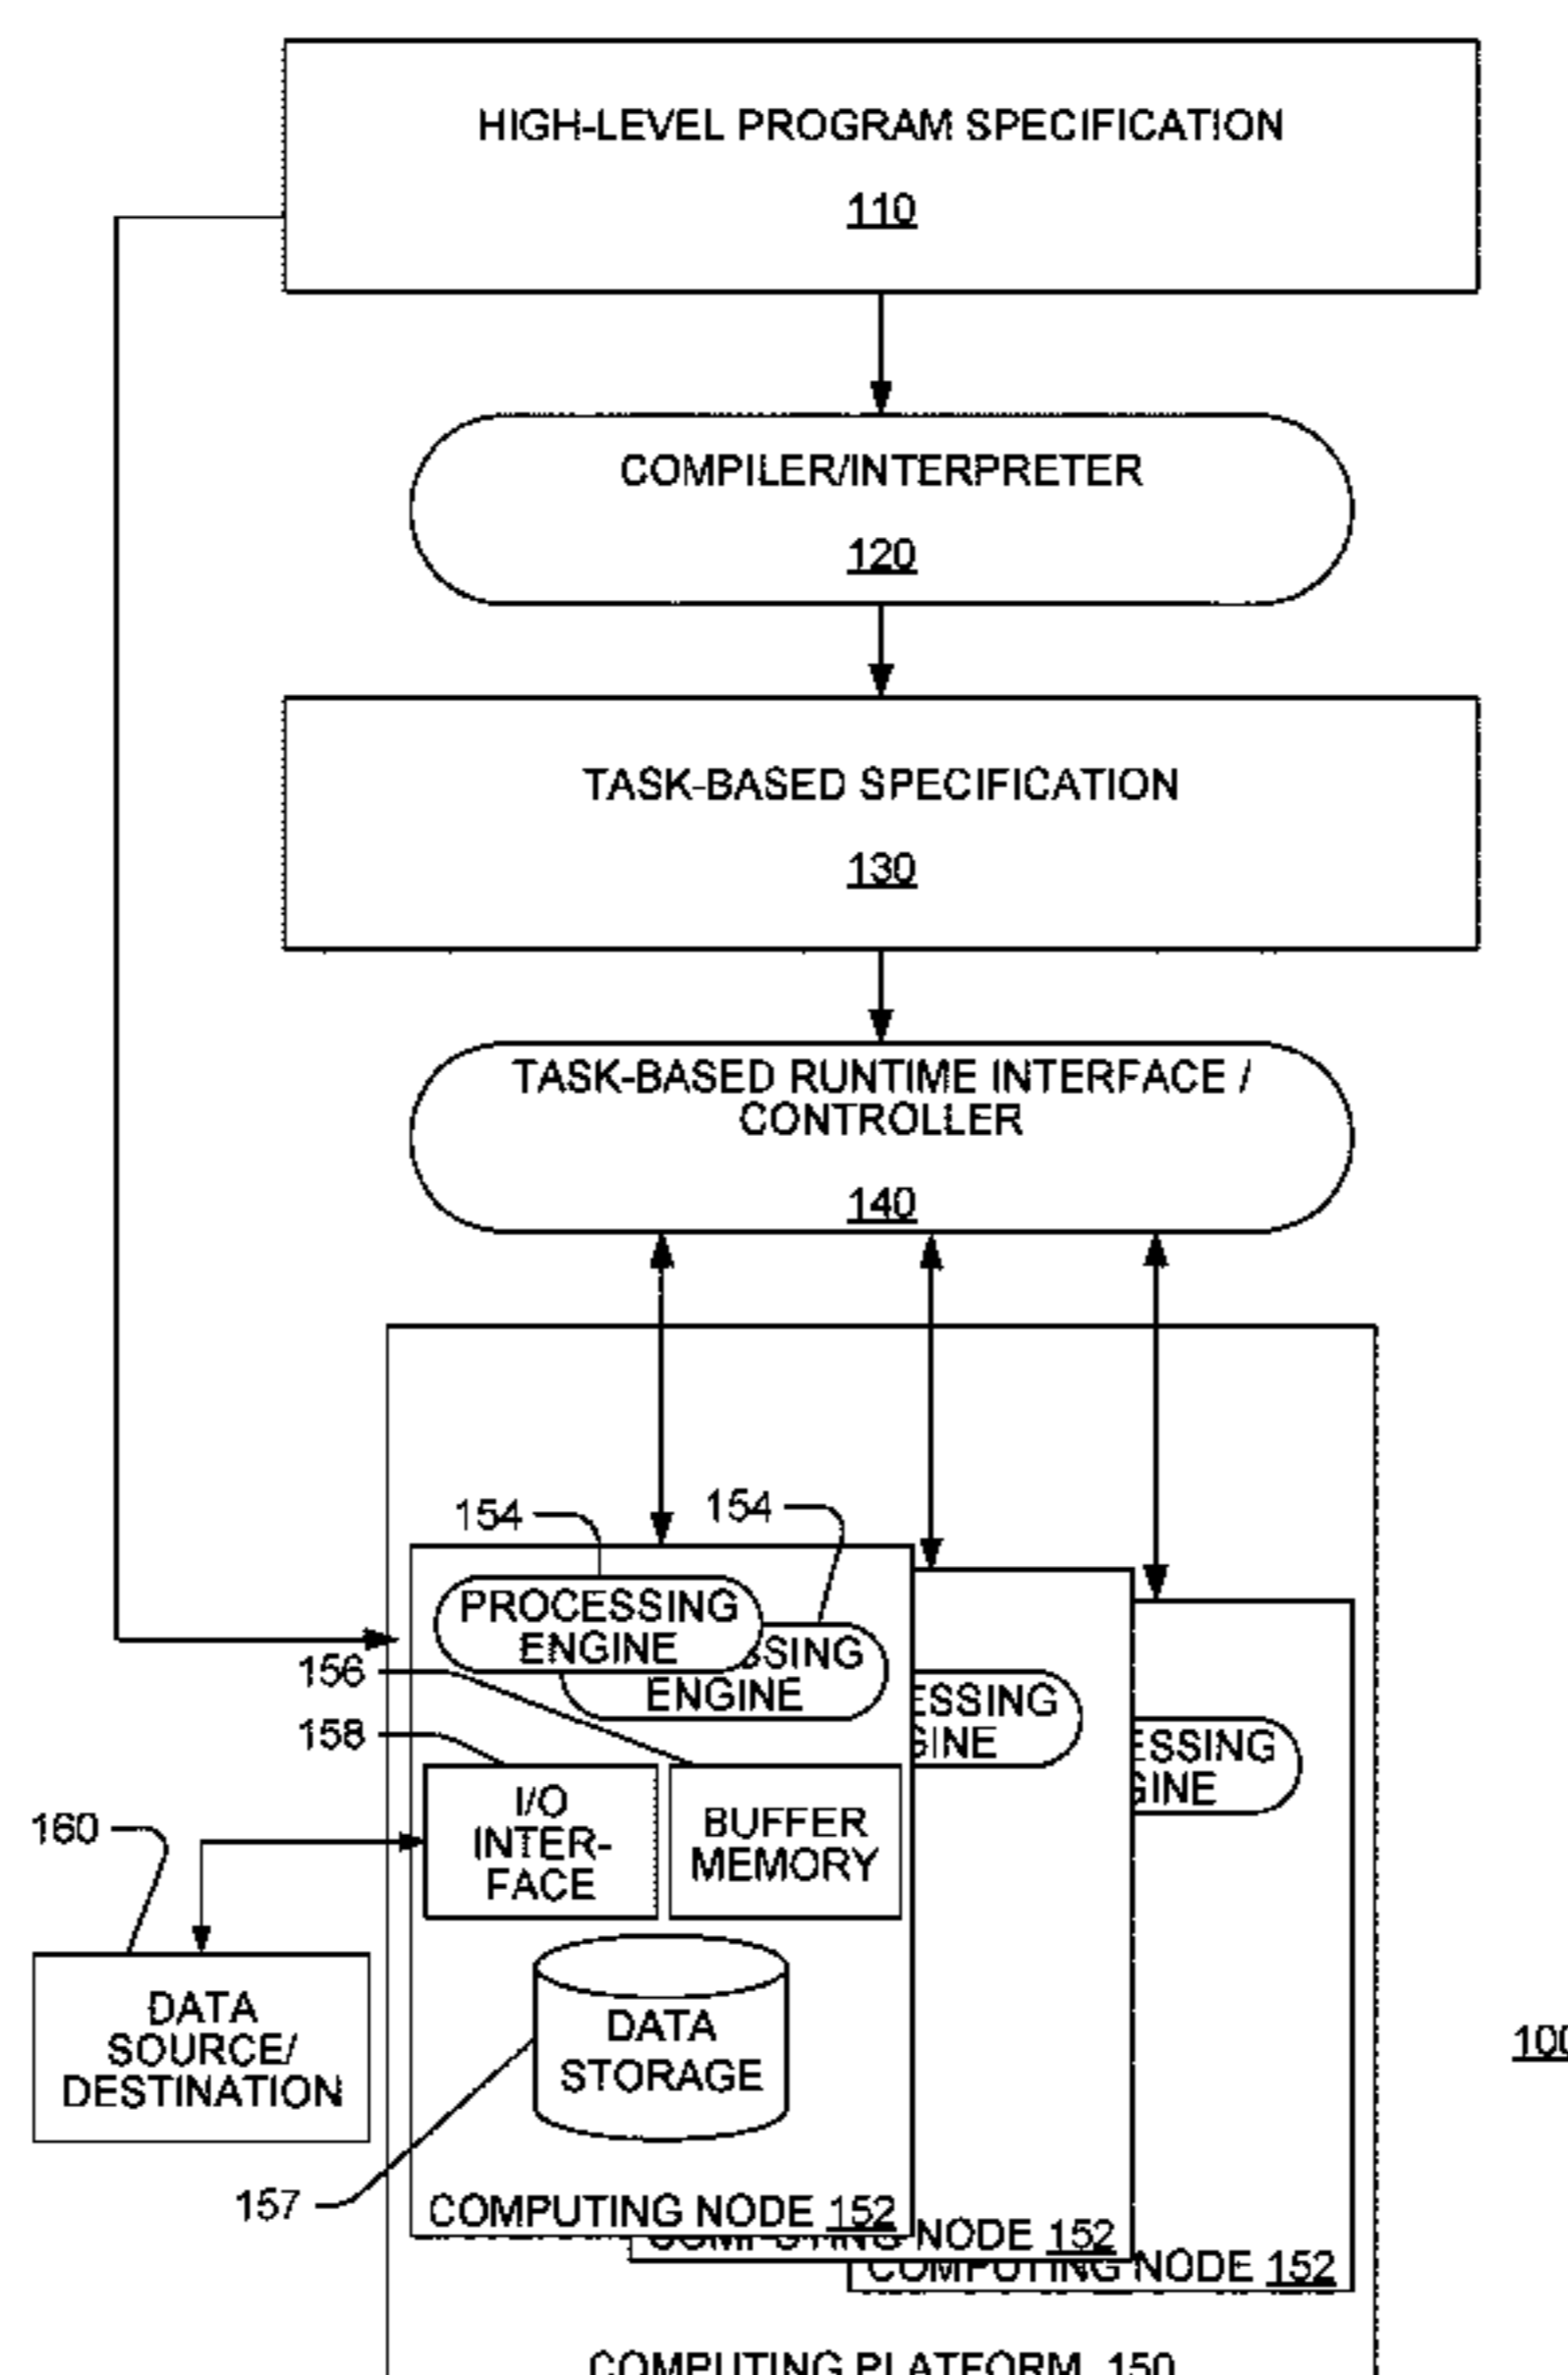 HIGH-LEVEL PROGRAM SPECIFICATION
110
COMPILER/INTERPRETER
120
TASK-BASED SPECIFICATION
130
TASK-BASED RUNTIME INTERFACE /
CONTROLLER
140
154
154
PROCESSING
ENGINE
SSING
ENGINE
ESSING
GINE
ESSING
GINE
156
158
I/O
INTER-
FACE
BUFFER
MEMORY
160
DATA
SOURCE/
DESTINATION
DATA
STORAGE
100
157
COMPUTING NODE 152
COMPUTING NODE 152
COMPUTING NODE 152
COMPUTING PLATFORM 150